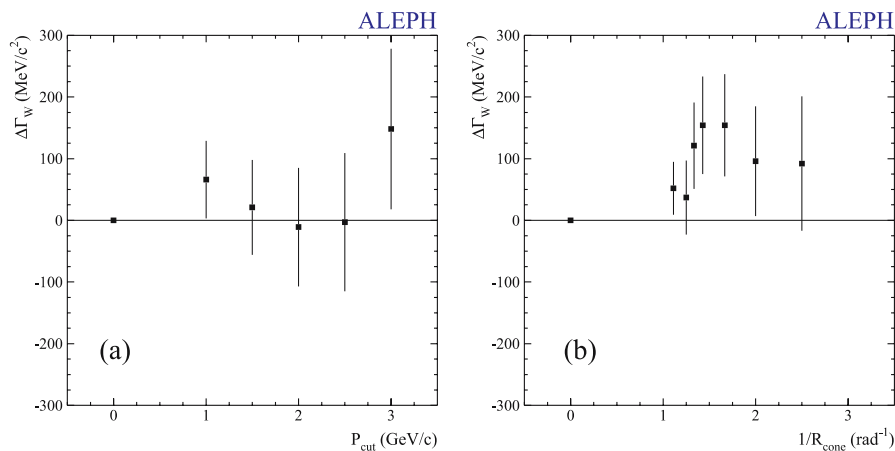 ALEPH
ΔΓ_W (MeV/c²)
300
200
100
0
-100
-200
-300
(a)
0 1 2 3
P_cut (GeV/c)
ALEPH
ΔΓ_W (MeV/c²)
300
200
100
0
-100
-200
-300
(b)
0 1 2 3
1/R_cone (rad⁻¹)